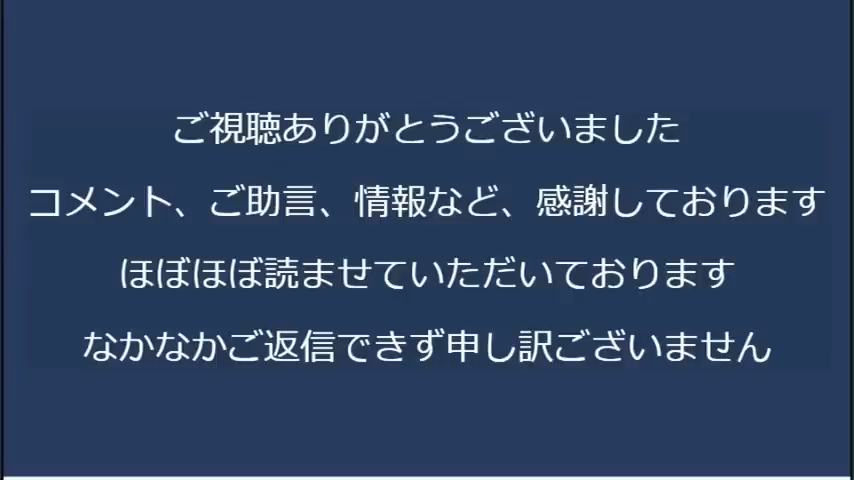 ご視聴ありがとうございました
コメント、ご助言、情報など、感謝しております
ほぼほぼ読ませていただいております
なかなかご返信できず申し訳ございません